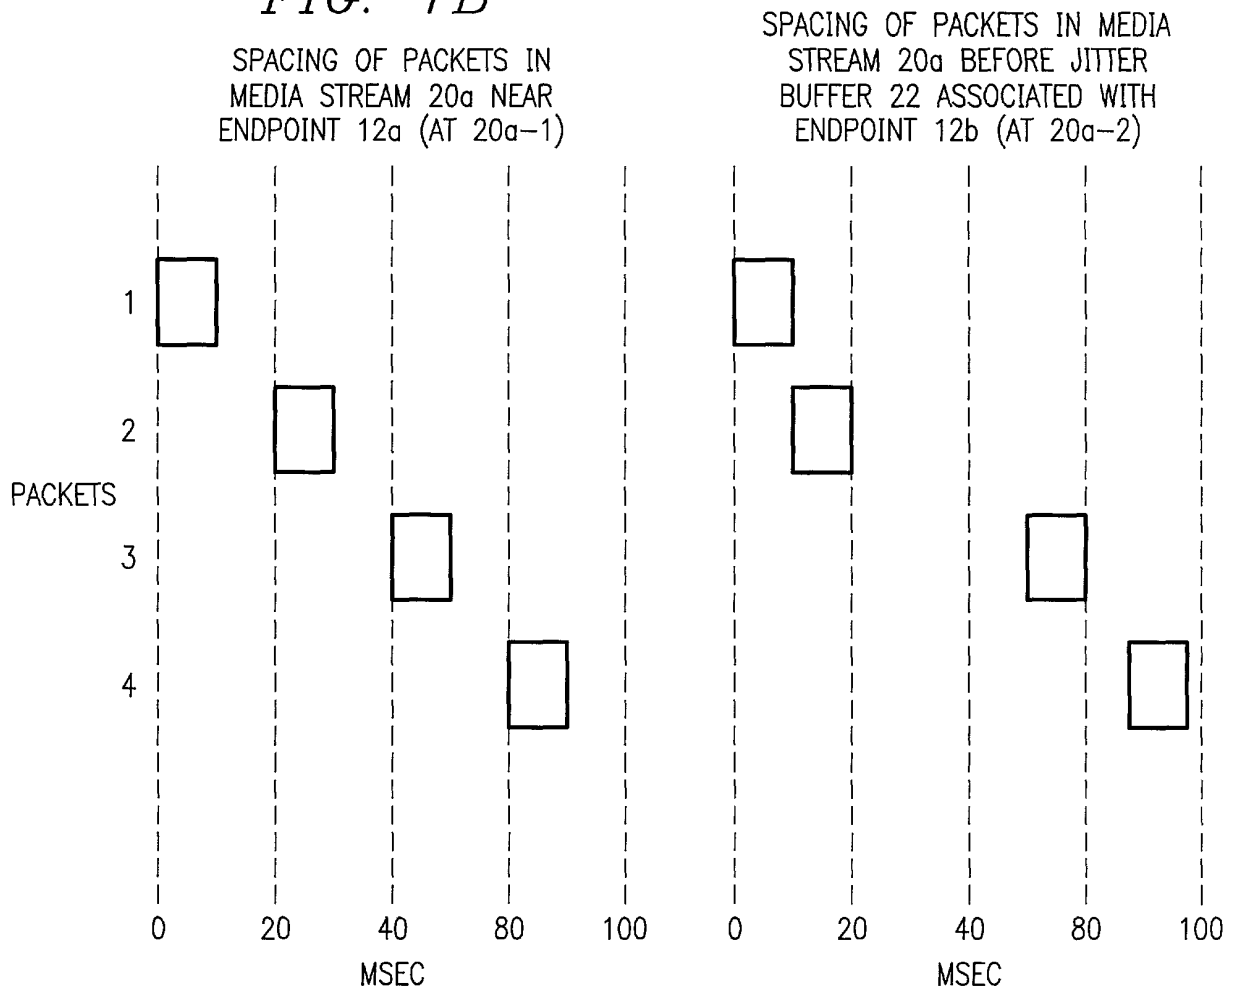 FIG. 7B
SPACING OF PACKETS IN
MEDIA STREAM 20a NEAR
ENDPOINT 12a (AT 20a-1)
SPACING OF PACKETS IN MEDIA
STREAM 20a BEFORE JITTER
BUFFER 22 ASSOCIATED WITH
ENDPOINT 12b (AT 20a-2)
1
2
PACKETS
3
4
0 20 40 80 100
MSEC
0 20 40 80 100
MSEC